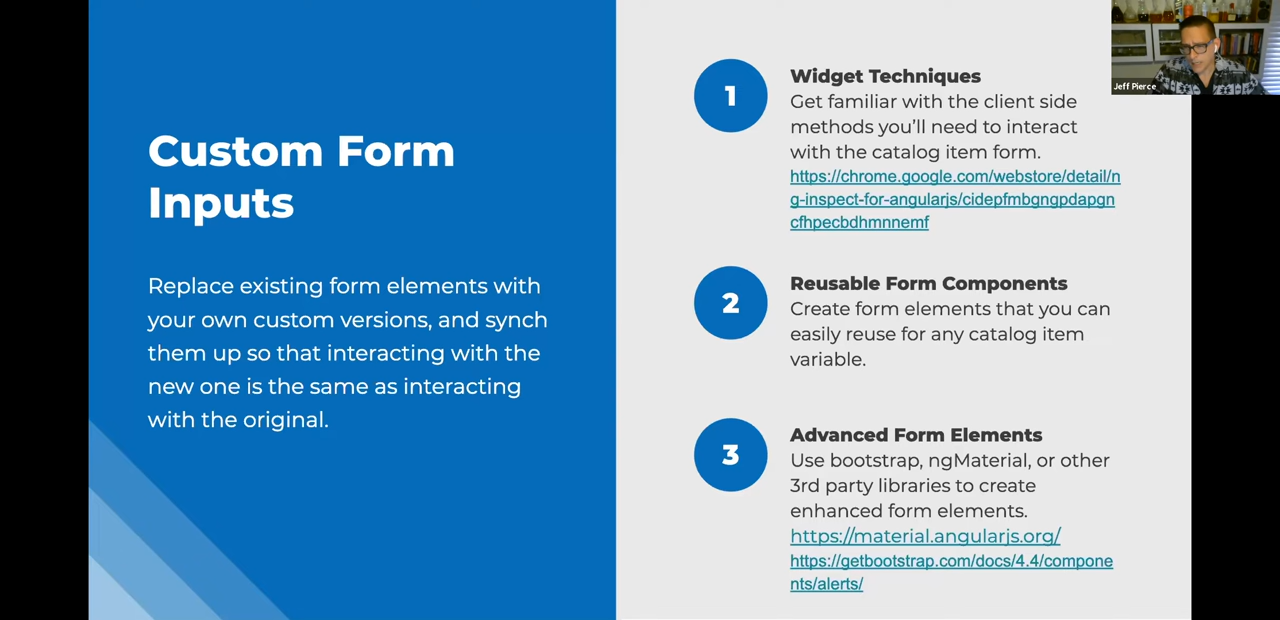 Custom Form
Inputs
Replace existing form elements with
your own custom versions, and synch
them up so that interacting with the
new one is the same as interacting
with the original.
1
Widget Techniques
Get familiar with the client side
methods you’ll need to interact
with the catalog item form.
https://chrome.google.com/webstore/detail/n
g-inspect-for-angularjs/cidepfmbgngpdapgn
cfhpecbdhmnnemf
2
Reusable Form Components
Create form elements that you can
easily reuse for any catalog item
variable.
3
Advanced Form Elements
Use bootstrap, ngMaterial, or other
3rd party libraries to create
enhanced form elements.
https://material.angularjs.org/
https://getbootstrap.com/docs/4.4/compone
nts/alerts/
Jeff Pierce